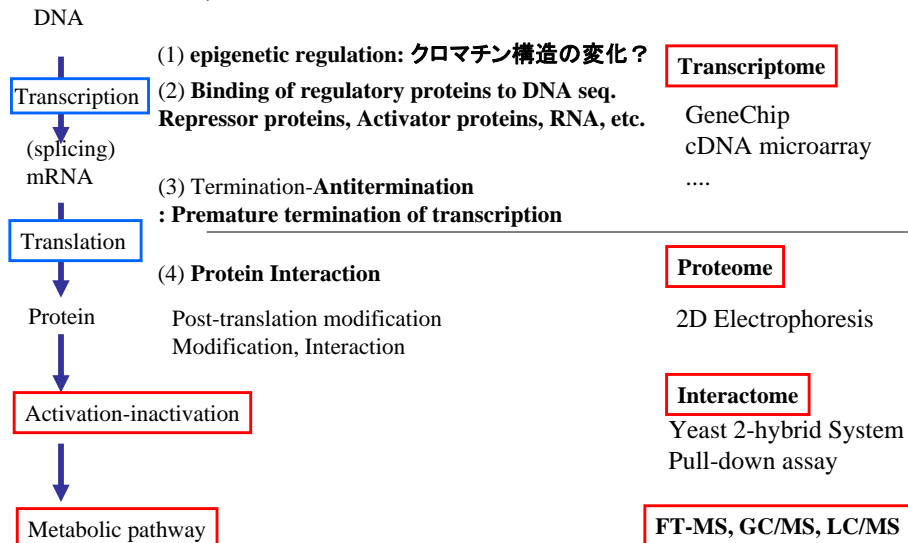 DNA
(1) epigenetic regulation: クロマチン構造の変化？
Transcriptome
Transcription
(2) Binding of regulatory proteins to DNA seq.
Repressor proteins, Activator proteins, RNA, etc.
GeneChip
cDNA microarray
....
(splicing)
mRNA
(3) Termination-Antitermination
: Premature termination of transcription
Translation
(4) Protein Interaction
Proteome
Protein
Post-translation modification
Modification, Interaction
2D Electrophoresis
Activation-inactivation
Interactome
Yeast 2-hybrid System
Pull-down assay
Metabolic pathway
FT-MS, GC/MS, LC/MS